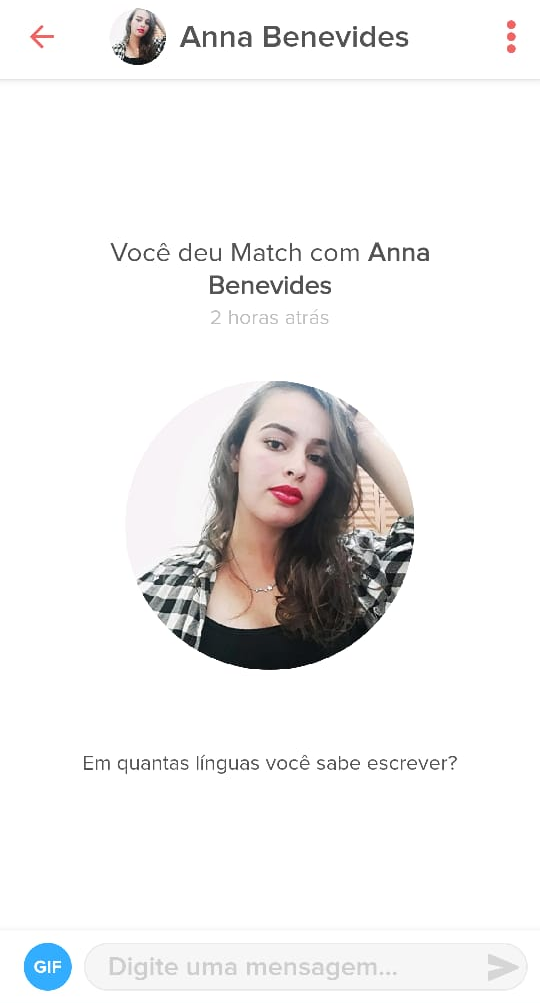 Anna Benevides
Você deu Match com Anna
Benevides
2 horas atrás
Em quantas línguas você sabe escrever?
GIF
Digite uma mensagem...